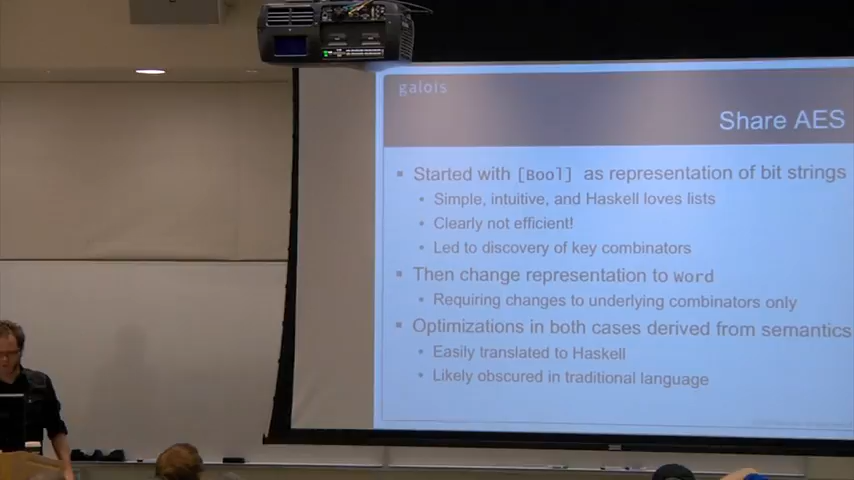 galois
Share AES
Started with [Bool] as representation of bit strings
Simple, intuitive, and Haskell loves lists
Clearly not efficient!
Led to discovery of key combinators
Then change representation to Word
Requiring changes to underlying combinators only
Optimizations in both cases derived from semantics
Easily translated to Haskell
Likely obscured in traditional language